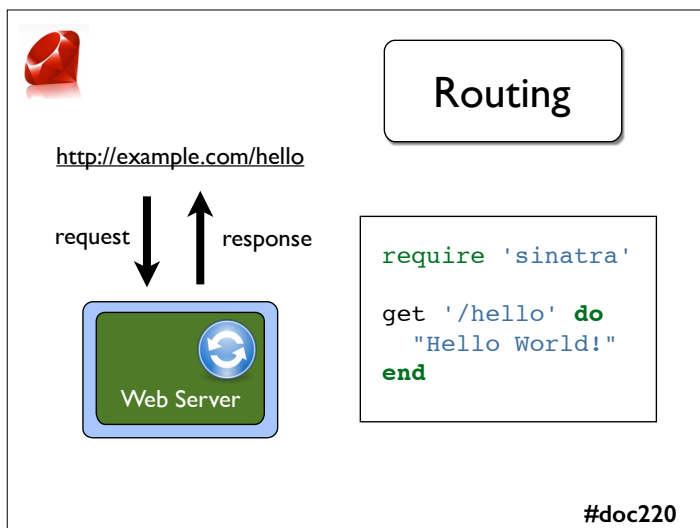 Routing
http://example.com/hello
request
response
Web Server
require 'sinatra'
get '/hello' do
"Hello World!"
end
#doc220